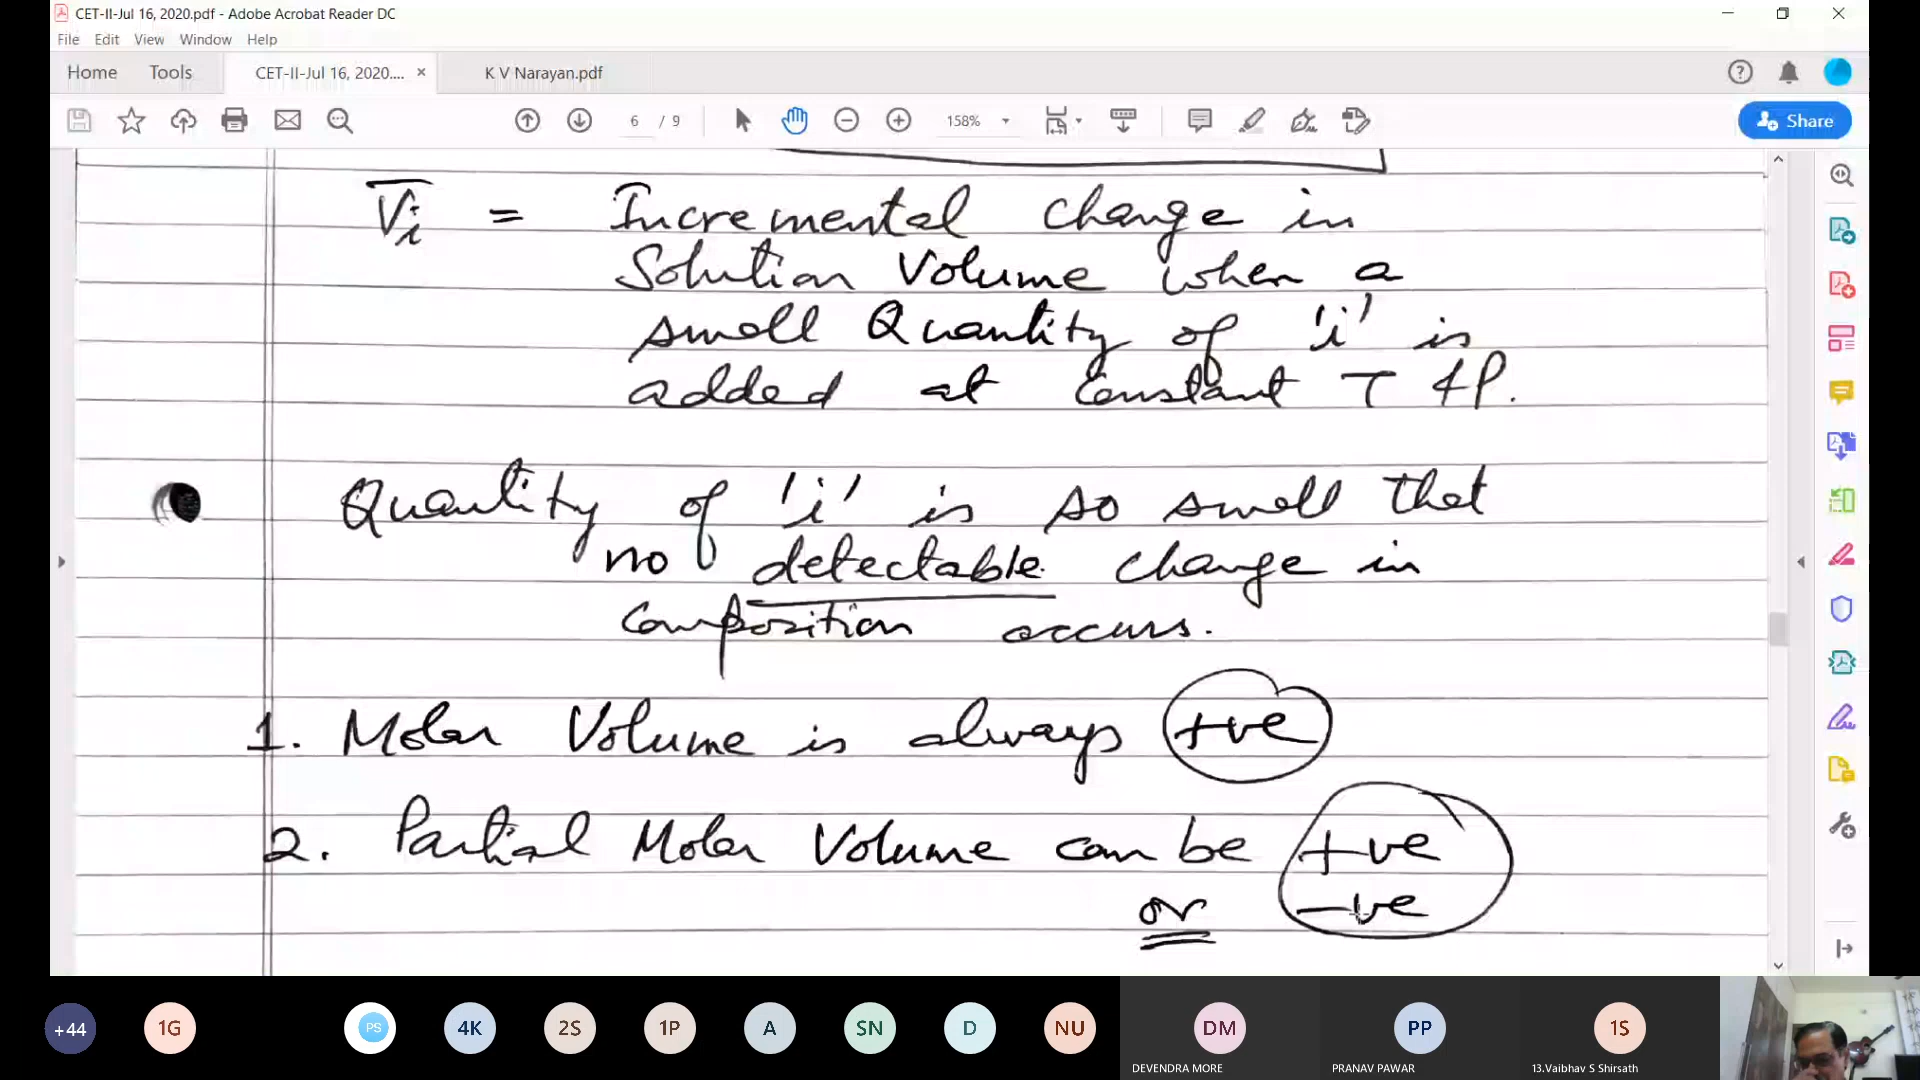 CET-II-Jul 16, 2020.pdf - Adobe Acrobat Reader DC
File Edit View Window Help
Home Tools CET-II-Jul 16, 2020.... × K V Narayan.pdf
6 / 9 158% Share
V̅i = Incremental change in
Solution Volume when a
small Quantity of 'i' is
added at Constant T & P.
Quantity of 'i' is so small that
no detectable change in
composition occurs.
1. Molar Volume is always +ve
2. Partial Molar Volume can be +ve
or -ve
+44 1G PS 4K 2S 1P A SN D NU DM PP 1S
DEVENDRA MORE PRANAV PAWAR 13.Vaibhav S Shirsath